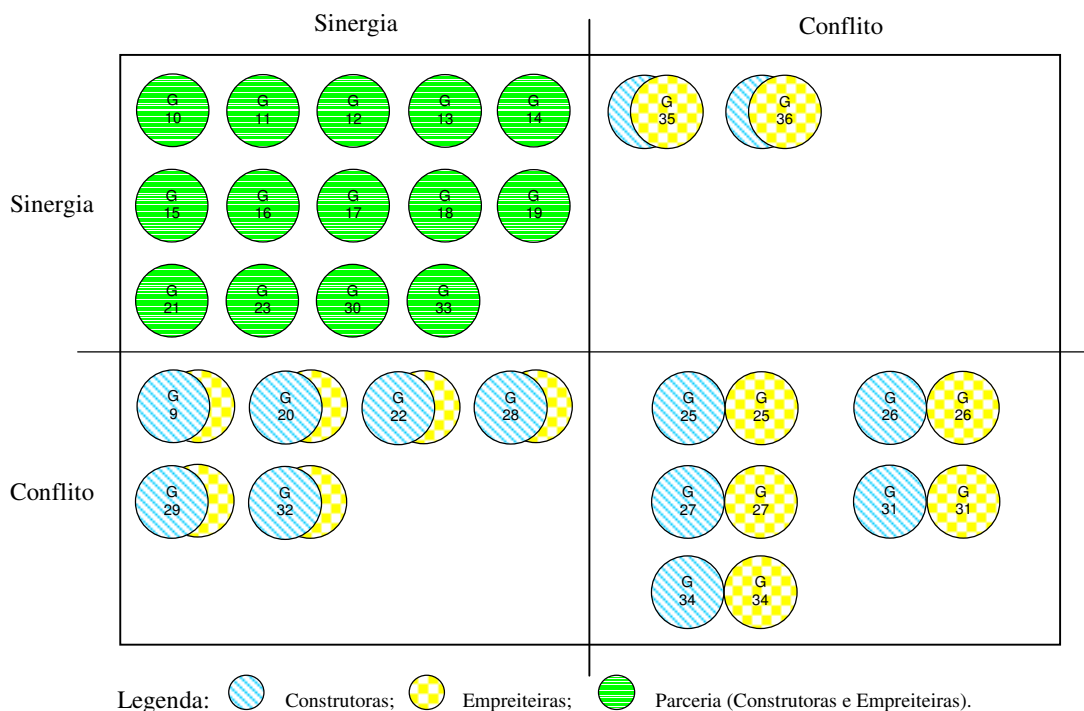 Sinergia
Conflito
Sinergia
G
10
G
11
G
12
G
13
G
14
G
35
G
36
G
15
G
16
G
17
G
18
G
19
G
21
G
23
G
30
G
33
Conflito
G
9
G
20
G
22
G
28
G
25
G
25
G
26
G
26
G
29
G
32
G
27
G
27
G
31
G
31
G
34
G
34
Legenda: Construtoras; Empreiteiras; Parceria (Construtoras e Empreiteiras).